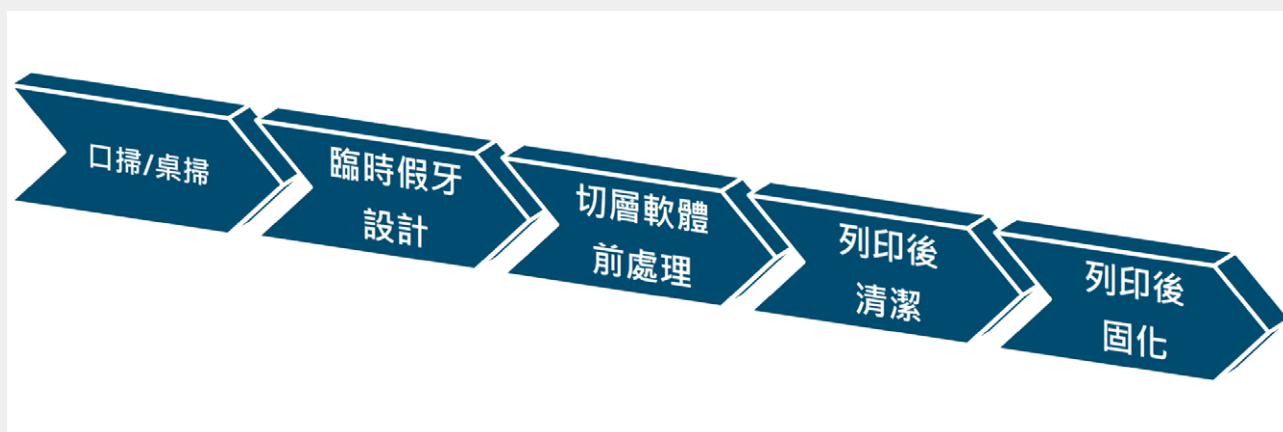 口掃/桌掃
臨時假牙
設計
切層軟體
前處理
列印後
清潔
列印後
固化